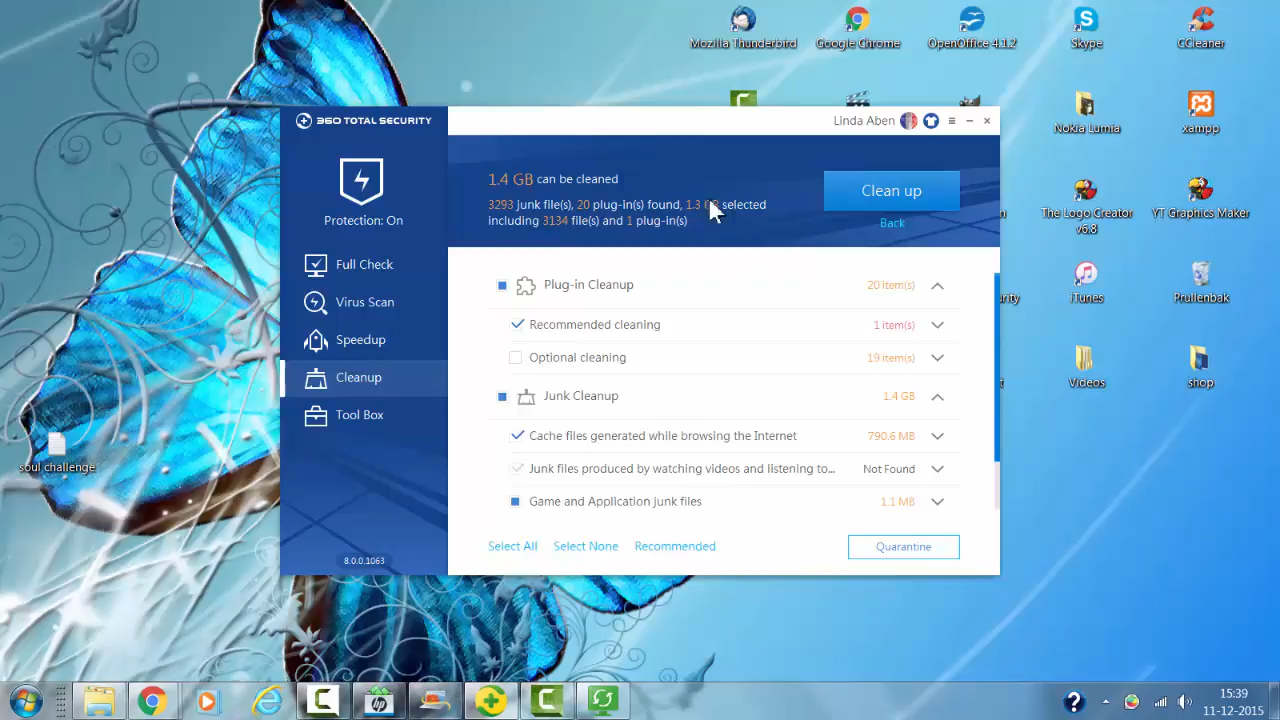 Mozilla Thunderbird
Google Chrome
OpenOffice 4.1.2
Skype
CCleaner
Nokia Lumia
xampp
The Logo Creator
v6.8
YT Graphics Maker
iTunes
Prullenbak
Videos
shop
soul challenge
360 TOTAL SECURITY
Linda Aben
Protection: On
Full Check
Virus Scan
Speedup
Cleanup
Tool Box
8.0.0.1063
1.4 GB can be cleaned
3293 junk file(s), 20 plug-in(s) found, 1.3 selected
including 3134 file(s) and 1 plug-in(s)
Clean up
Back
Plug-in Cleanup 20 item(s)
Recommended cleaning 1 item(s)
Optional cleaning 19 item(s)
Junk Cleanup 1.4 GB
Cache files generated while browsing the Internet 790.6 MB
Junk files produced by watching videos and listening to... Not Found
Game and Application junk files 1.1 MB
Select All Select None Recommended Quarantine
hp
15:39
11-12-2015